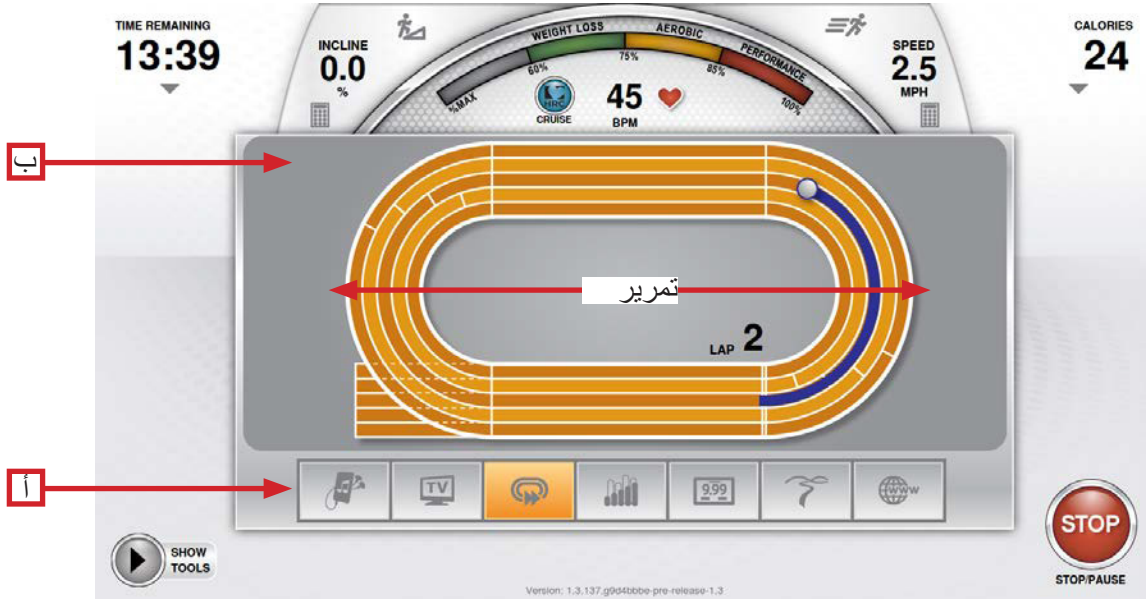 TIME REMAINING
13:39
INCLINE
0.0
%
WEIGHT LOSS
AEROBIC
PERFORMANCE
%MAX
60%
75%
85%
100%
HRC
CRUISE
45
BPM
SPEED
2.5
MPH
CALORIES
24
ب
تمرير
LAP 2
أ
TV
9.99
www
SHOW
TOOLS
STOP
STOP/PAUSE
Version: 1.3.137.g9d4bbbe-pre-release-1.3